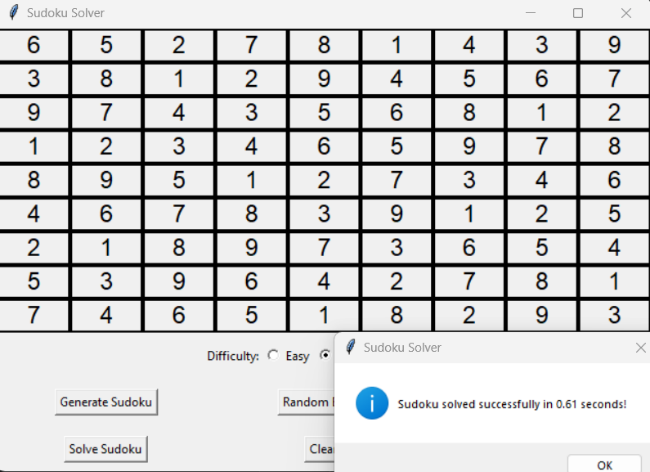 Sudoku Solver
6 5 2 7 8 1 4 3 9
3 8 1 2 9 4 5 6 7
9 7 4 3 5 6 8 1 2
1 2 3 4 6 5 9 7 8
8 9 5 1 2 7 3 4 6
4 6 7 8 3 9 1 2 5
2 1 8 9 7 3 6 5 4
5 3 9 6 4 2 7 8 1
7 4 6 5 1 8 2 9 3
Difficulty: Easy
Generate Sudoku Random
Solve Sudoku
Sudoku Solver
Sudoku solved successfully in 0.61 seconds!
OK